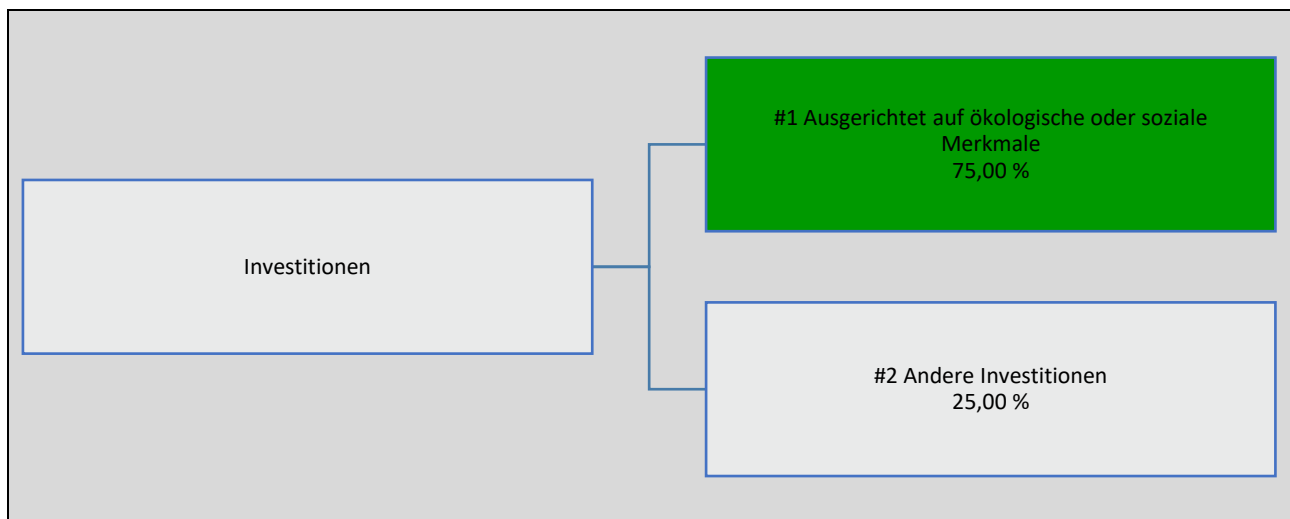 #1 Ausgerichtet auf ökologische oder soziale
Merkmale
75,00 %
Investitionen
#2 Andere Investitionen
25,00 %